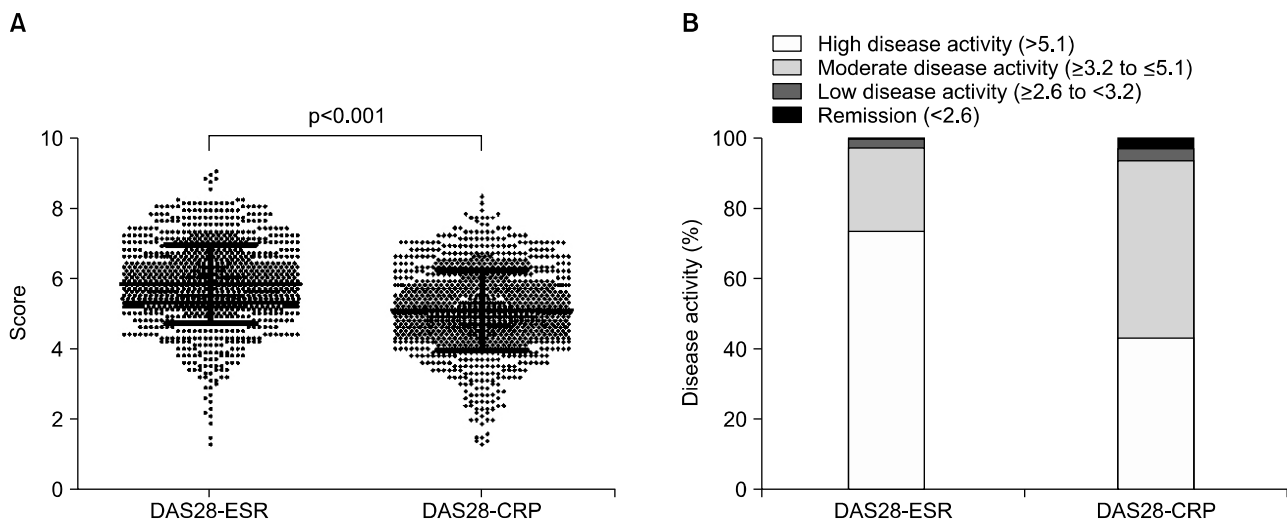 A
p<0.001
10
8
6
4
2
0
Score
DAS28-ESR
DAS28-CRP
B
High disease activity (>5.1)
Moderate disease activity (≥3.2 to ≤5.1)
Low disease activity (≥2.6 to <3.2)
Remission (<2.6)
100
80
60
40
20
0
Disease activity (%)
DAS28-ESR
DAS28-CRP